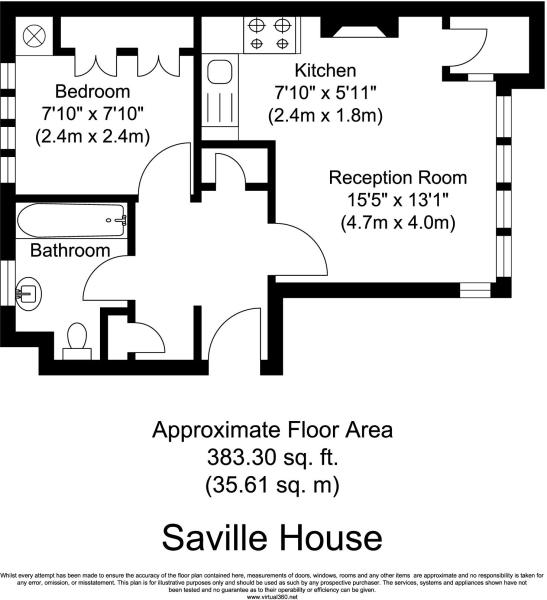 Bedroom
7'10" x 7'10"
(2.4m x 2.4m)
Kitchen
7'10" x 5'11"
(2.4m x 1.8m)
Reception Room
15'5" x 13'1"
(4.7m x 4.0m)
Bathroom
Approximate Floor Area
383.30 sq. ft.
(35.61 sq. m)
Saville House
Whilst every attempt has been made to ensure the accuracy of the floor plan contained here, measurements of doors, windows, rooms and any other items are approximate and no responsibility is taken for
any error, omission, or misstatement. This plan is for illustrative purposes only and should be used as such by any prospective purchaser. The services, systems and appliances shown have not
been tested and no guarantee as to their operability or efficiency can be given.
www.virtual360.net